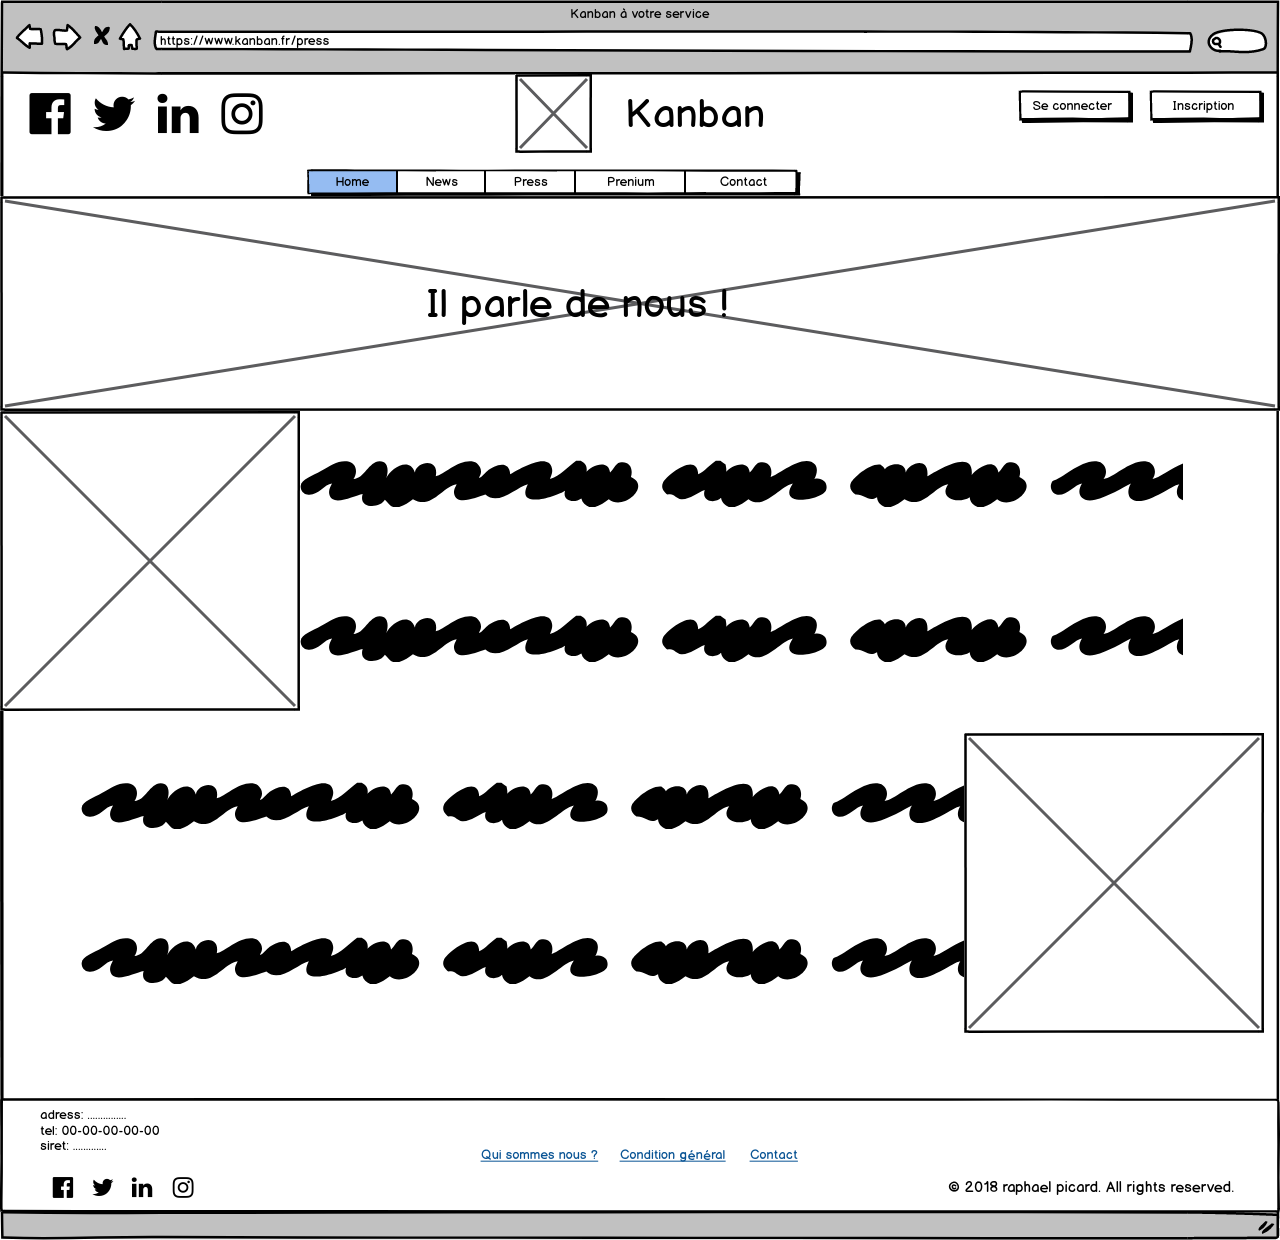 Kanban à votre service
https://www.kanban.fr/press
Kanban
Se connecter
Inscription
Home News Press Prenium Contact
Il parle de nous !
adress: ..............
tel: 00-00-00-00-00
siret: ............
Qui sommes nous ? Condition général Contact
© 2018 raphael picard. All rights reserved.